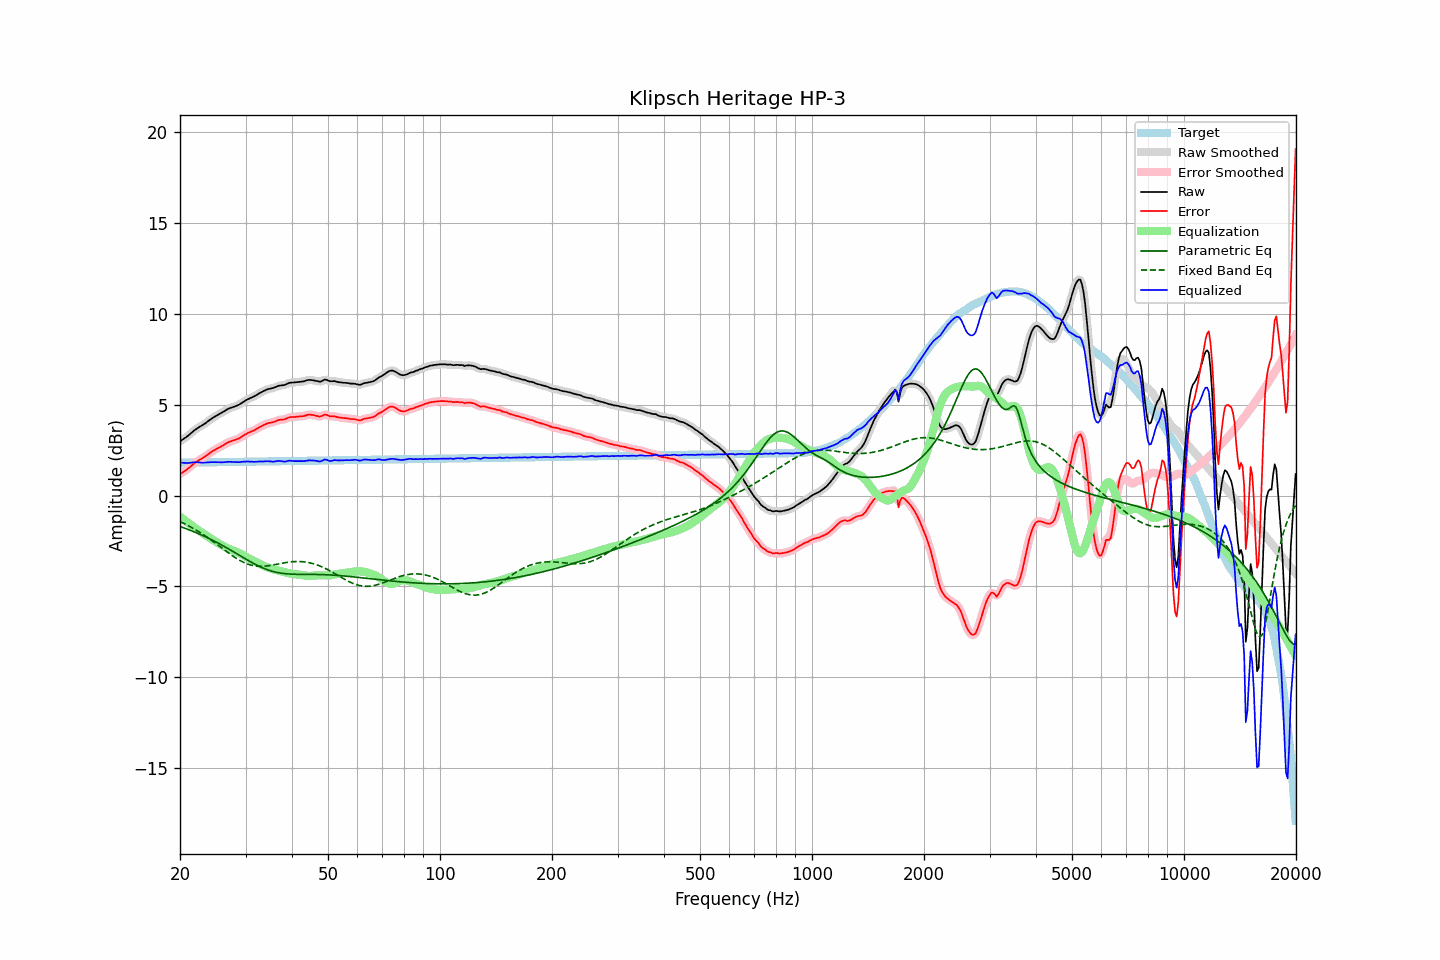 Klipsch Heritage HP-3
Target
Raw Smoothed
Error Smoothed
Raw
Error
Equalization
Parametric Eq
Fixed Band Eq
Equalized
Amplitude (dBr)
20
15
10
5
0
−5
−10
−15
20
50
100
200
500
1000
2000
5000
10000
20000
Frequency (Hz)